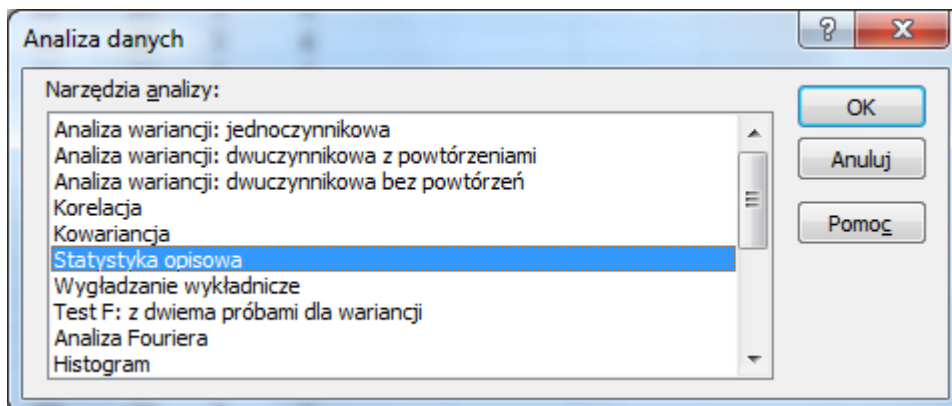 Analiza danych
Narzędzia analizy:
Analiza wariancji: jednoczynnikowa
Analiza wariancji: dwuczynnikowa z powtórzeniami
Analiza wariancji: dwuczynnikowa bez powtórzeń
Korelacja
Kowariancja
Statystyka opisowa
Wygładzanie wykładnicze
Test F: z dwiema próbami dla wariancji
Analiza Fouriera
Histogram
OK
Anuluj
Pomoc